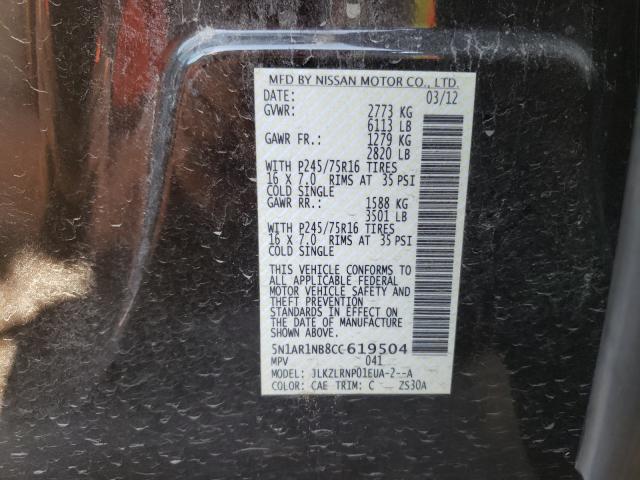 MFD BY NISSAN MOTOR CO., LTD.
DATE: 03/12
GVWR: 2773 KG
6113 LB
GAWR FR.: 1279 KG
2820 LB
WITH P245/75R16 TIRES
16 X 7.0 RIMS AT 35 PSI
COLD SINGLE
GAWR RR.: 1588 KG
3501 LB
WITH P245/75R16 TIRES
16 X 7.0 RIMS AT 35 PSI
COLD SINGLE
THIS VEHICLE CONFORMS TO
ALL APPLICABLE FEDERAL
MOTOR VEHICLE SAFETY AND
THEFT PREVENTION
STANDARDS IN EFFECT ON
THE DATE OF MANUFACTURE
SHOWN ABOVE.
5N1AR1NB8CC619504
MPV 041
MODEL: JLKZLRNP01EUA-2--A
COLOR: CAE TRIM: C ZS30A